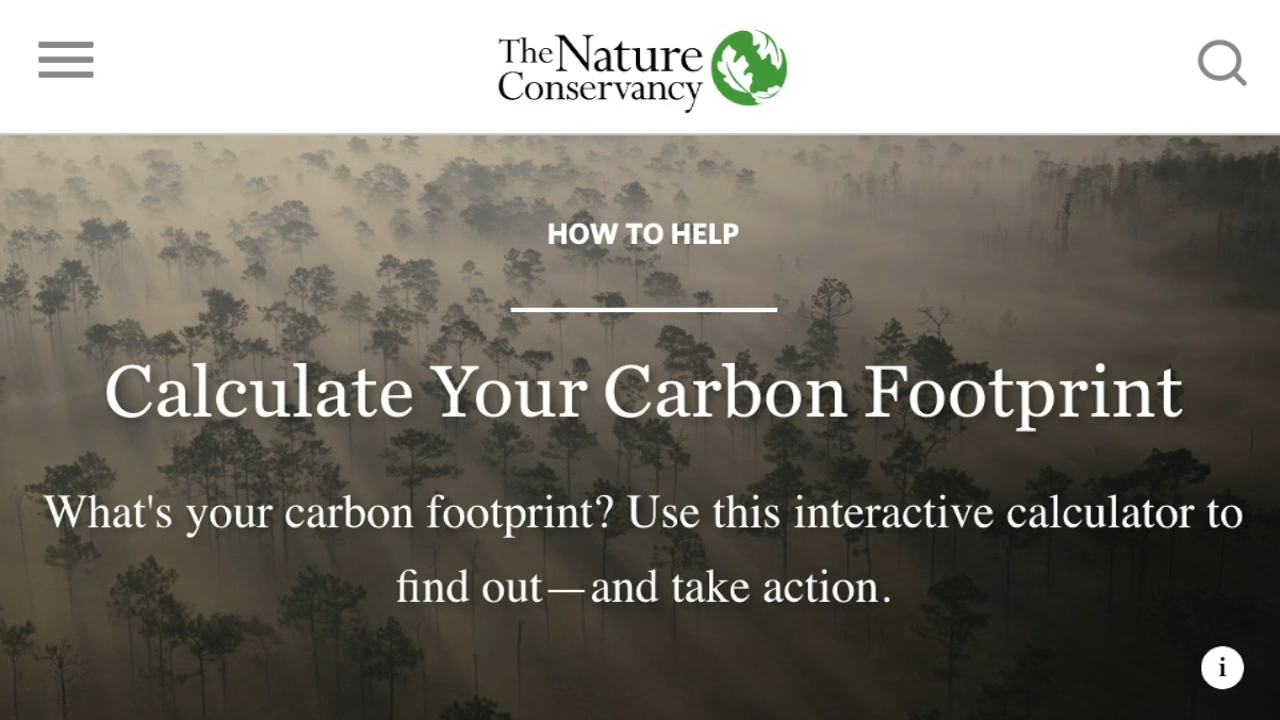 The Nature
Conservancy
HOW TO HELP
Calculate Your Carbon Footprint
What's your carbon footprint? Use this interactive calculator to
find out—and take action.
i